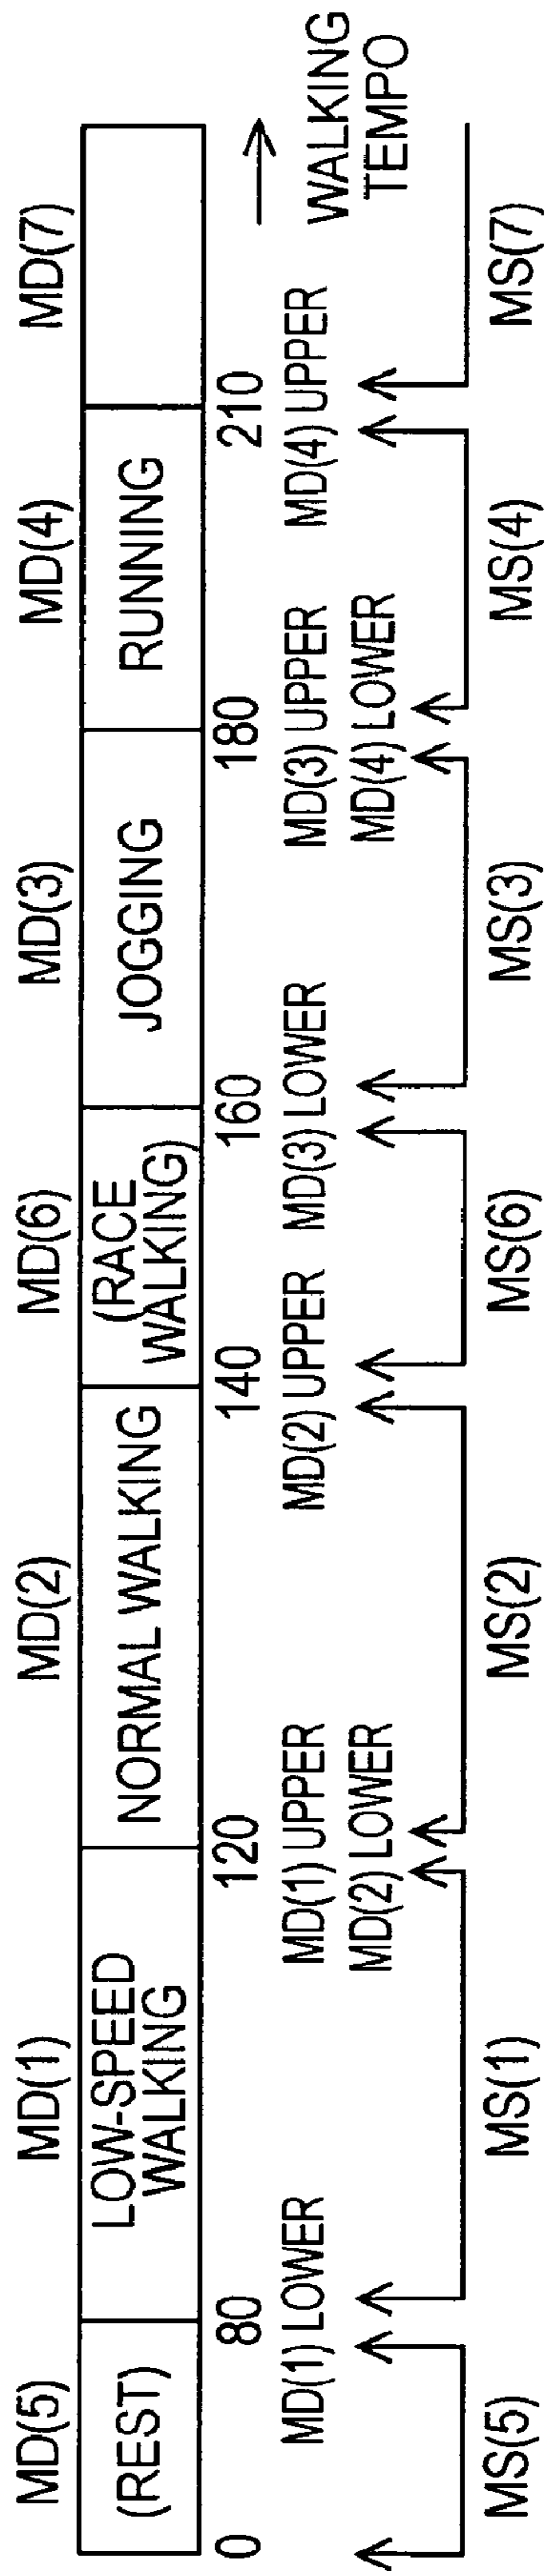 MD(5) MD(1) MD(2) MD(6) MD(3) MD(4) MD(7)
(REST)
LOW-SPEED
WALKING
NORMAL WALKING
(RACE
WALKING)
JOGGING
RUNNING
0 80 120 140 160 180 210
MD(1) LOWER
MD(1) UPPER
MD(2) LOWER
MD(2) UPPER
MD(3) LOWER
MD(3) UPPER
MD(4) LOWER
MD(4) UPPER
WALKING
TEMPO
MS(5) MS(1) MS(2) MS(6) MS(3) MS(4) MS(7)